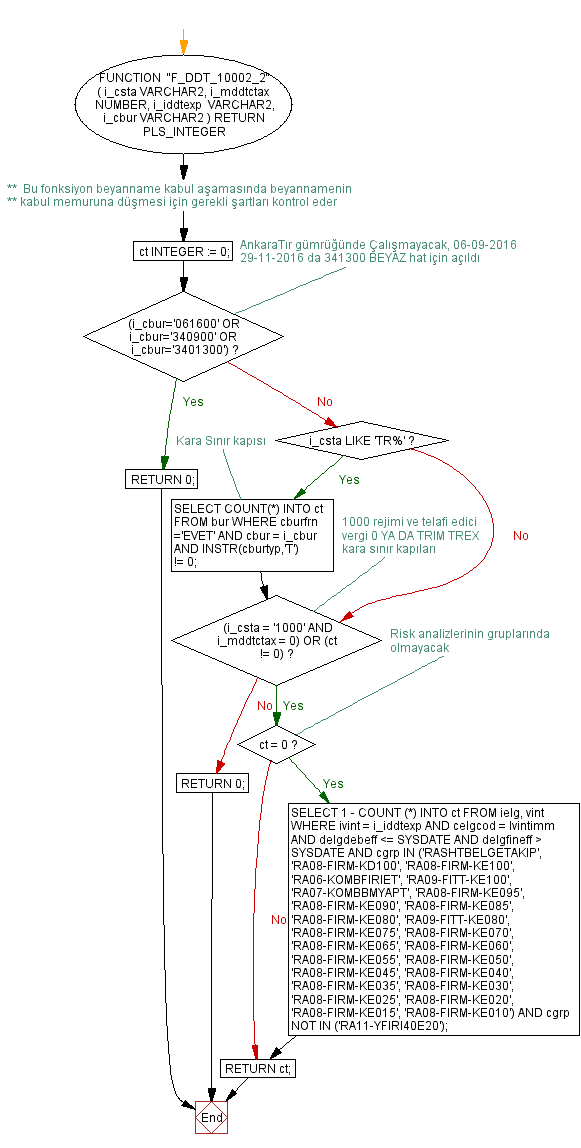 FUNCTION "F_DDT_10002_2"
( i_csta VARCHAR2, i_mddtctax
NUMBER, i_iddtexp VARCHAR2,
i_cbur VARCHAR2 ) RETURN
PLS_INTEGER
** Bu fonksiyon beyanname kabul aşamasında beyannamenin
** kabul memuruna düşmesi için gerekli şartları kontrol eder
ct INTEGER := 0;
AnkaraTır gümrüğünde Çalışmayacak, 06-09-2016
29-11-2016 da 341300 BEYAZ hat için açıldı
(i_cbur='061600' OR
i_cbur='340900' OR
i_cbur='3401300') ?
Yes
No
Kara Sınır kapısı
i_csta LIKE 'TR%' ?
RETURN 0;
Yes
SELECT COUNT(*) INTO ct
FROM bur WHERE cburfrn
='EVET' AND cbur = i_cbur
AND INSTR(cburtyp,'T')
!= 0;
1000 rejimi ve telafi edici
vergi 0 YA DA TRIM TREX
kara sınır kapıları
No
(i_csta = '1000' AND
i_mddtctax = 0) OR (ct
!= 0) ?
Risk analizlerinin gruplarında
olmayacak
No
Yes
ct = 0 ?
RETURN 0;
Yes
SELECT 1 - COUNT (*) INTO ct FROM ielg, vint
WHERE ivint = i_iddtexp AND celgcod = Ivintimm
AND delgdebeff <= SYSDATE AND delgfineff >
SYSDATE AND cgrp IN ('RASHTBELGETAKIP',
'RA08-FIRM-KD100', 'RA08-FIRM-KE100',
'RA06-KOMBFIRIET', 'RA09-FITT-KE100',
'RA07-KOMBBMYAPT', 'RA08-FIRM-KE095',
'RA08-FIRM-KE090', 'RA08-FIRM-KE085',
'RA08-FIRM-KE080', 'RA09-FITT-KE080',
'RA08-FIRM-KE075', 'RA08-FIRM-KE070',
'RA08-FIRM-KE065', 'RA08-FIRM-KE060',
'RA08-FIRM-KE055', 'RA08-FIRM-KE050',
'RA08-FIRM-KE045', 'RA08-FIRM-KE040',
'RA08-FIRM-KE035', 'RA08-FIRM-KE030',
'RA08-FIRM-KE025', 'RA08-FIRM-KE020',
'RA08-FIRM-KE015', 'RA08-FIRM-KE010') AND cgrp
NOT IN ('RA11-YFIRI40E20');
No
RETURN ct;
End